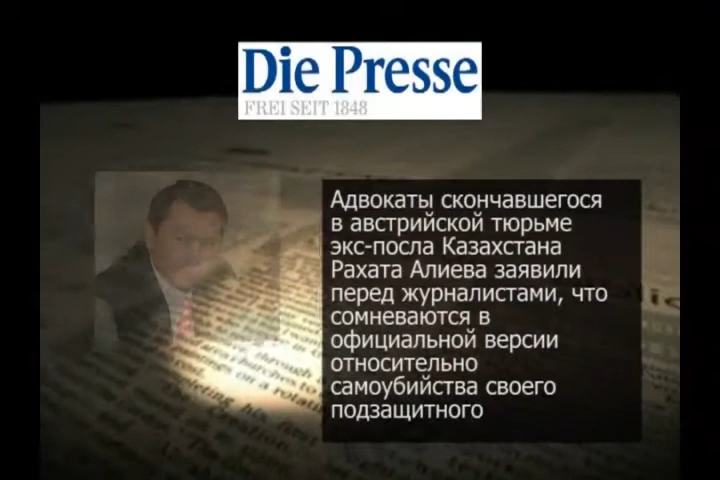 Die Presse
FREI SEIT 1848
Адвокаты скончавшегося
в австрийской тюрьме
экс-посла Казахстана
Рахата Алиева заявили
перед журналистами, что
сомневаются в
официальной версии
относительно
самоубийства своего
подзащитного